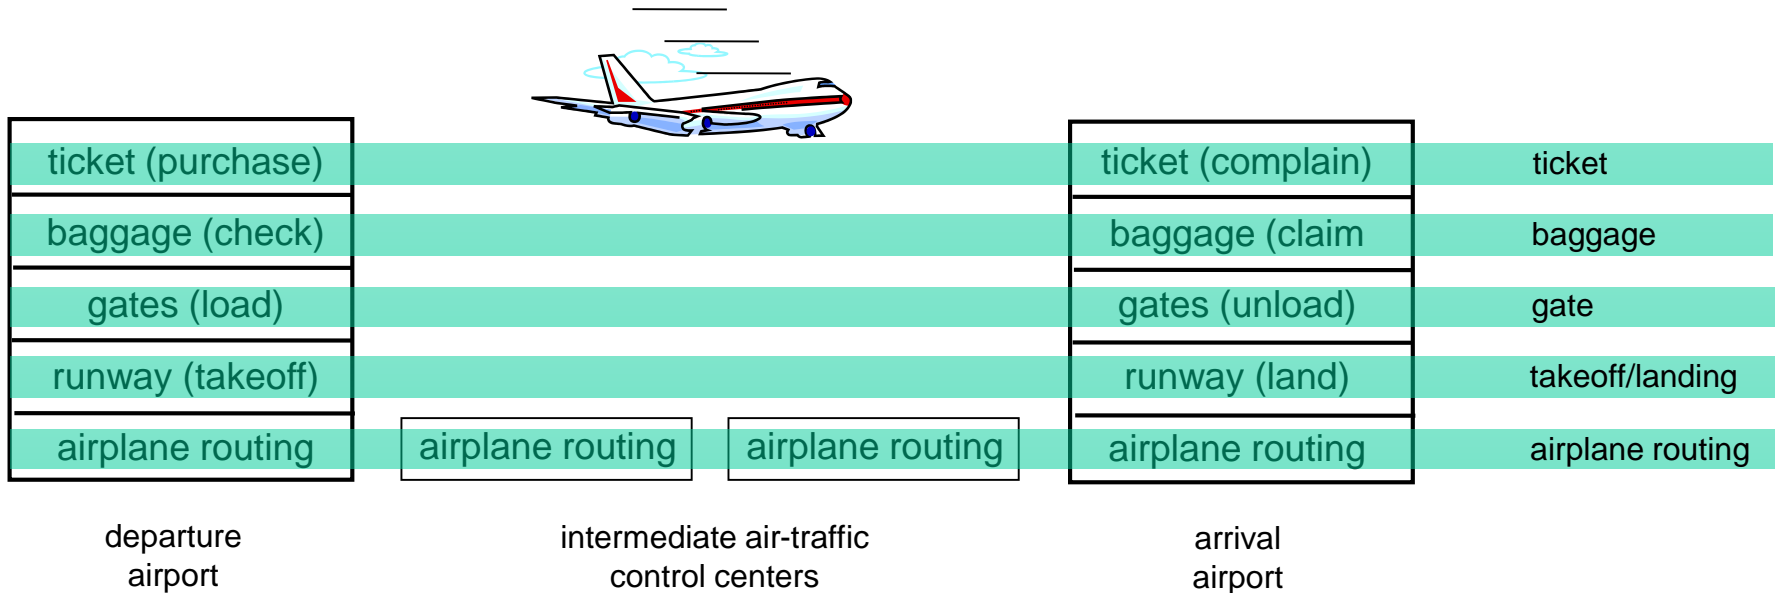 ticket (purchase) ticket (complain) ticket
baggage (check) baggage (claim baggage
gates (load) gates (unload) gate
runway (takeoff) runway (land) takeoff/landing
airplane routing airplane routing airplane routing airplane routing airplane routing
departure intermediate air-traffic arrival
airport control centers airport